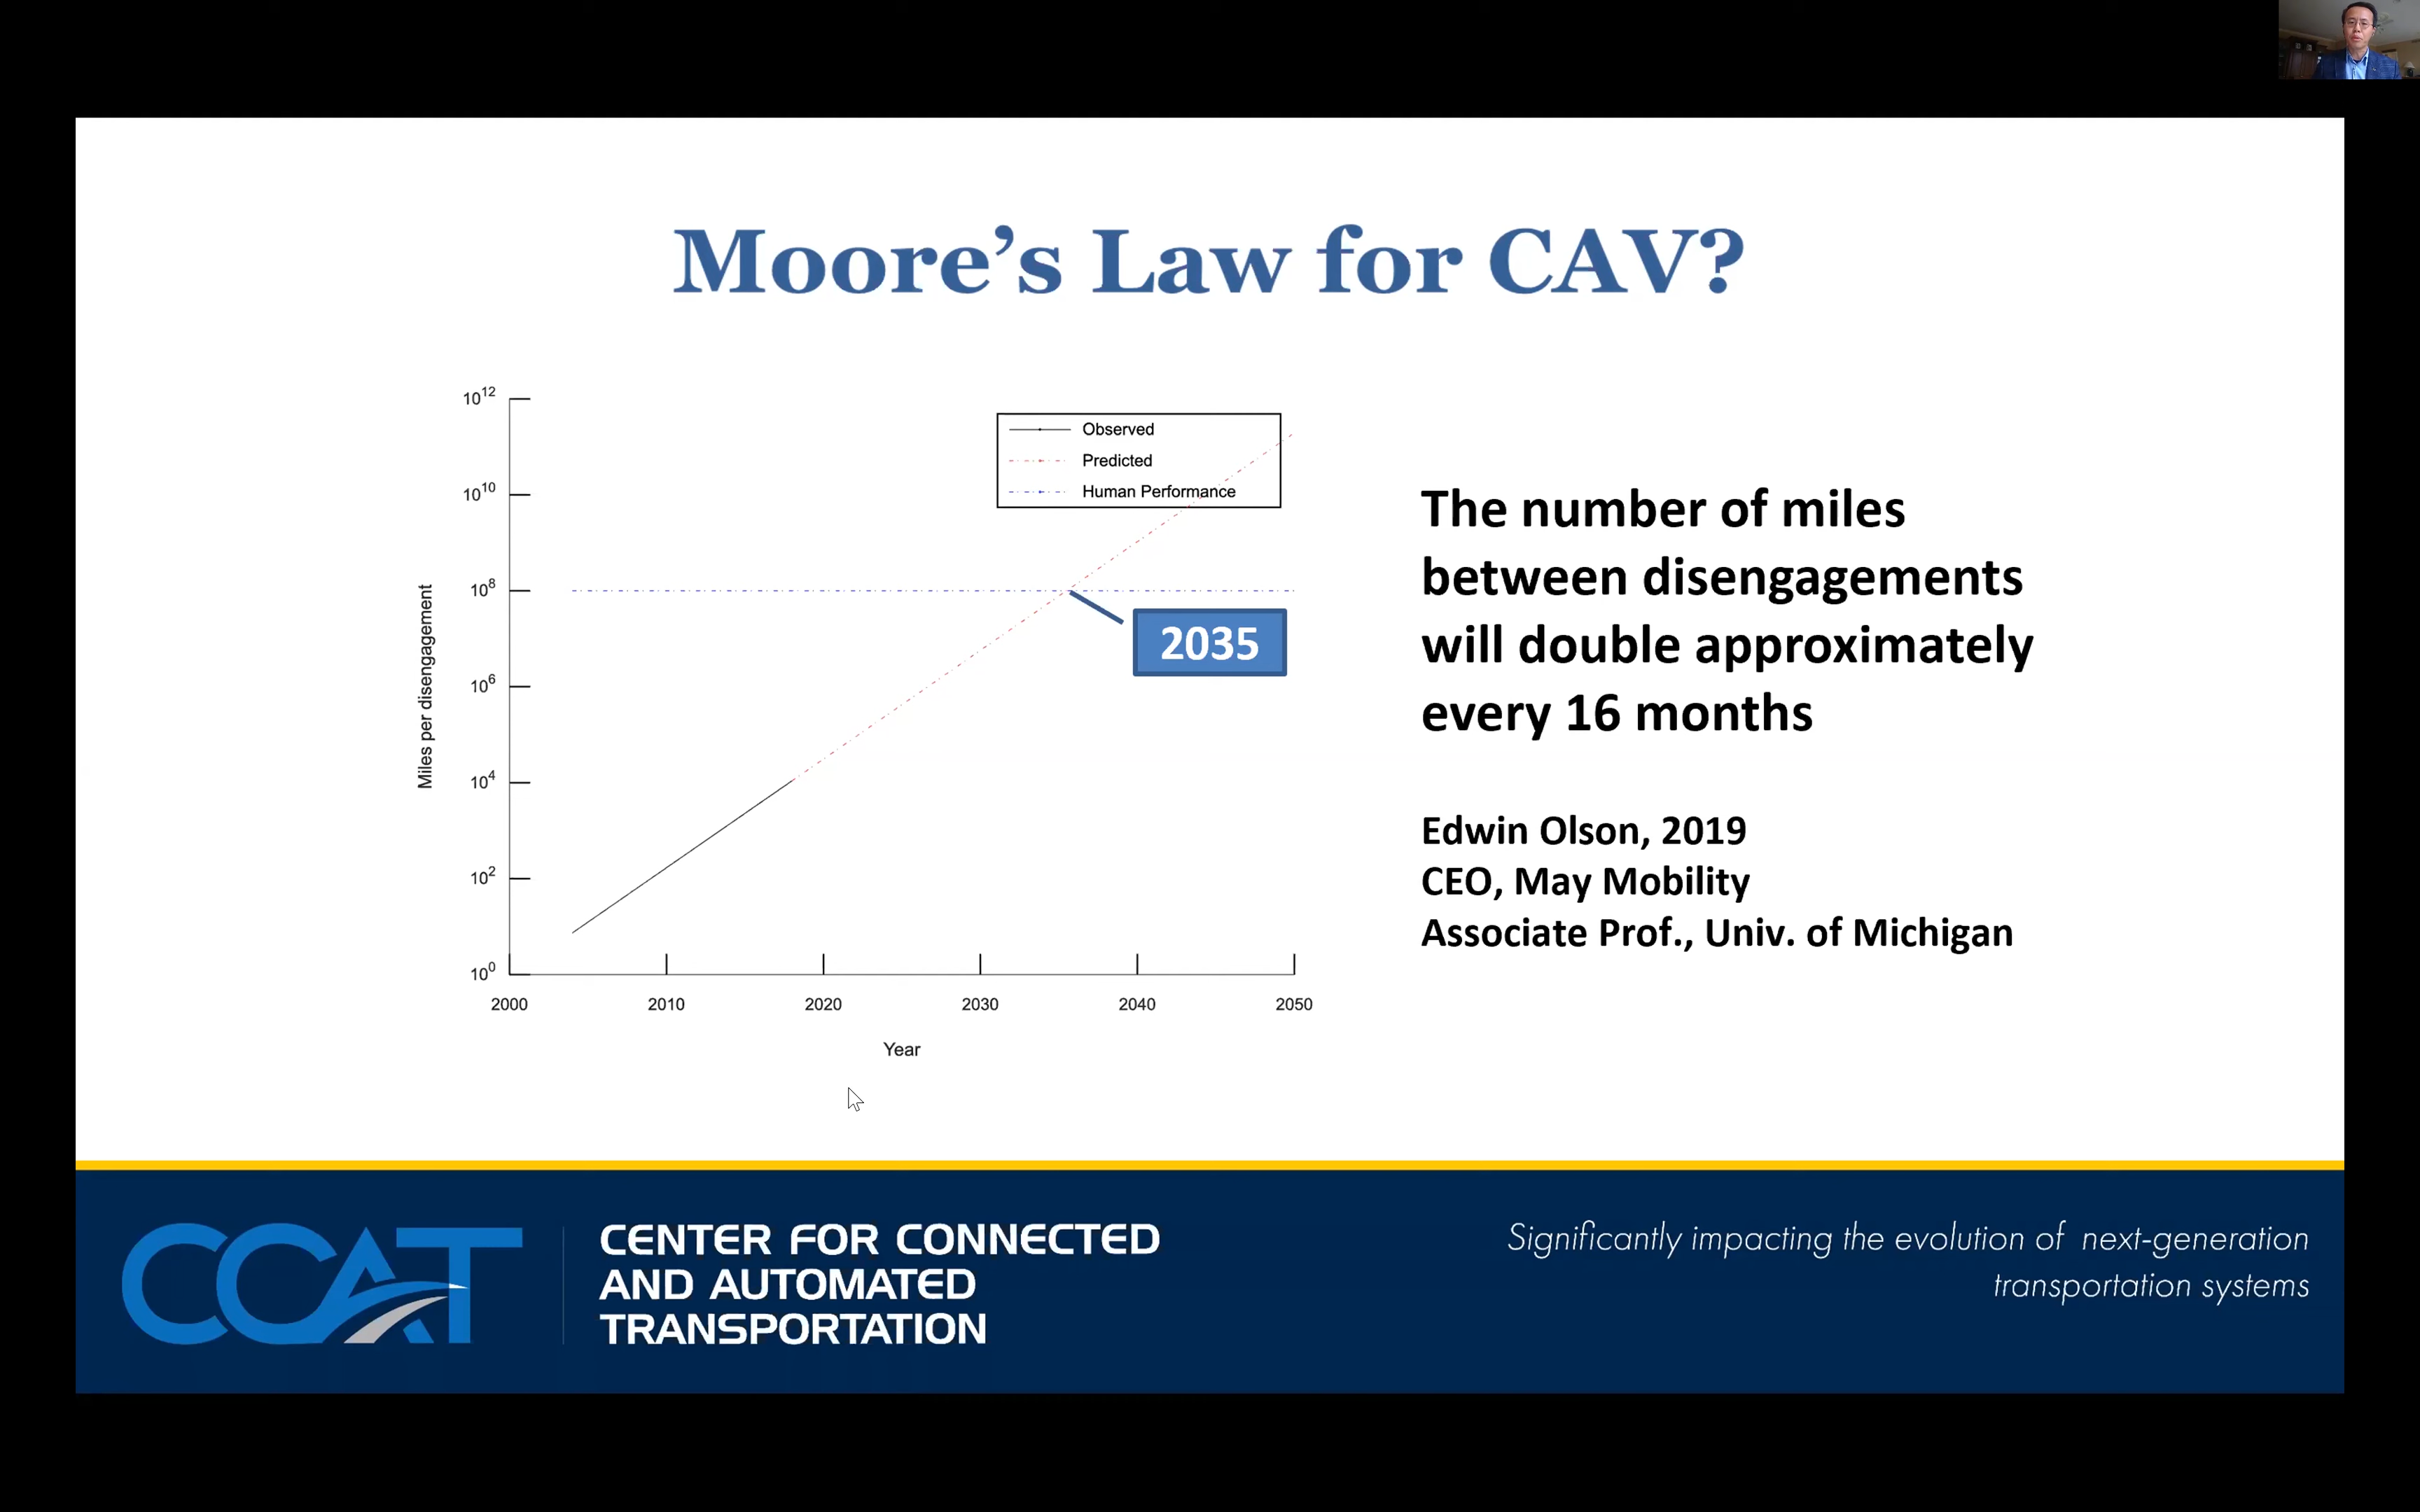 Moore's Law for CAV?
10^12
10^10
10^8
10^6
10^4
10^2
10^0
Miles per disengagement
2000
2010
2020
2030
2040
2050
Year
Observed
Predicted
Human Performance
2035
The number of miles
between disengagements
will double approximately
every 16 months
Edwin Olson, 2019
CEO, May Mobility
Associate Prof., Univ. of Michigan
CCAT
CENTER FOR CONNECTED
AND AUTOMATED
TRANSPORTATION
Significantly impacting the evolution of next-generation
transportation systems